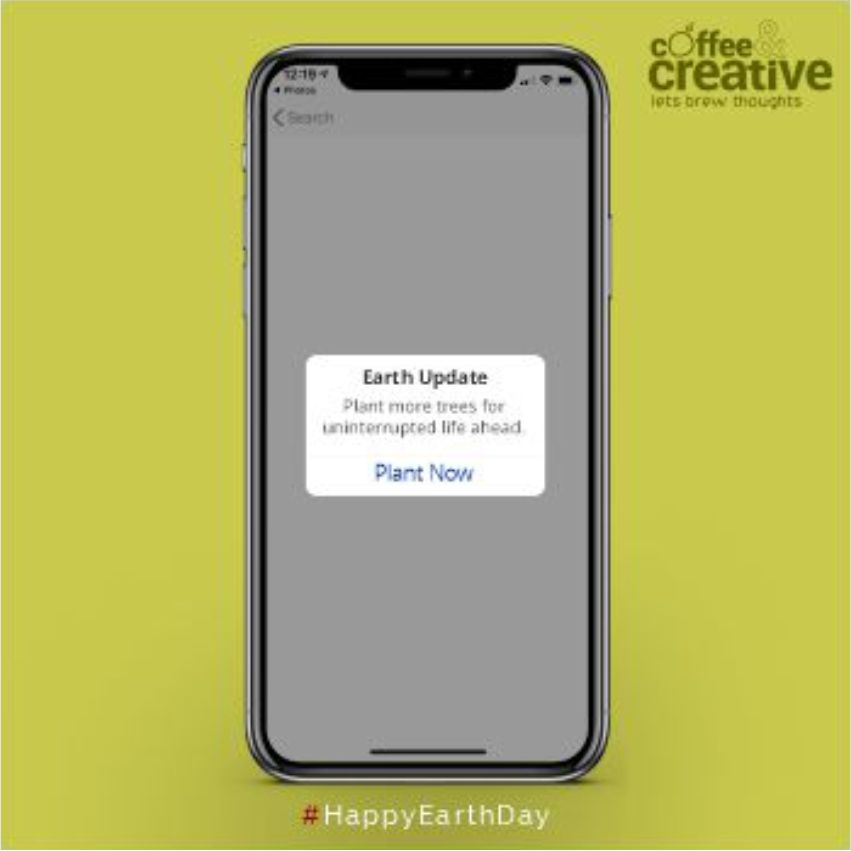 coffee &
creative
lets brew thoughts
12:19
Photos
Search
Earth Update
Plant more trees for
uninterrupted life ahead.
Plant Now
#HappyEarthDay